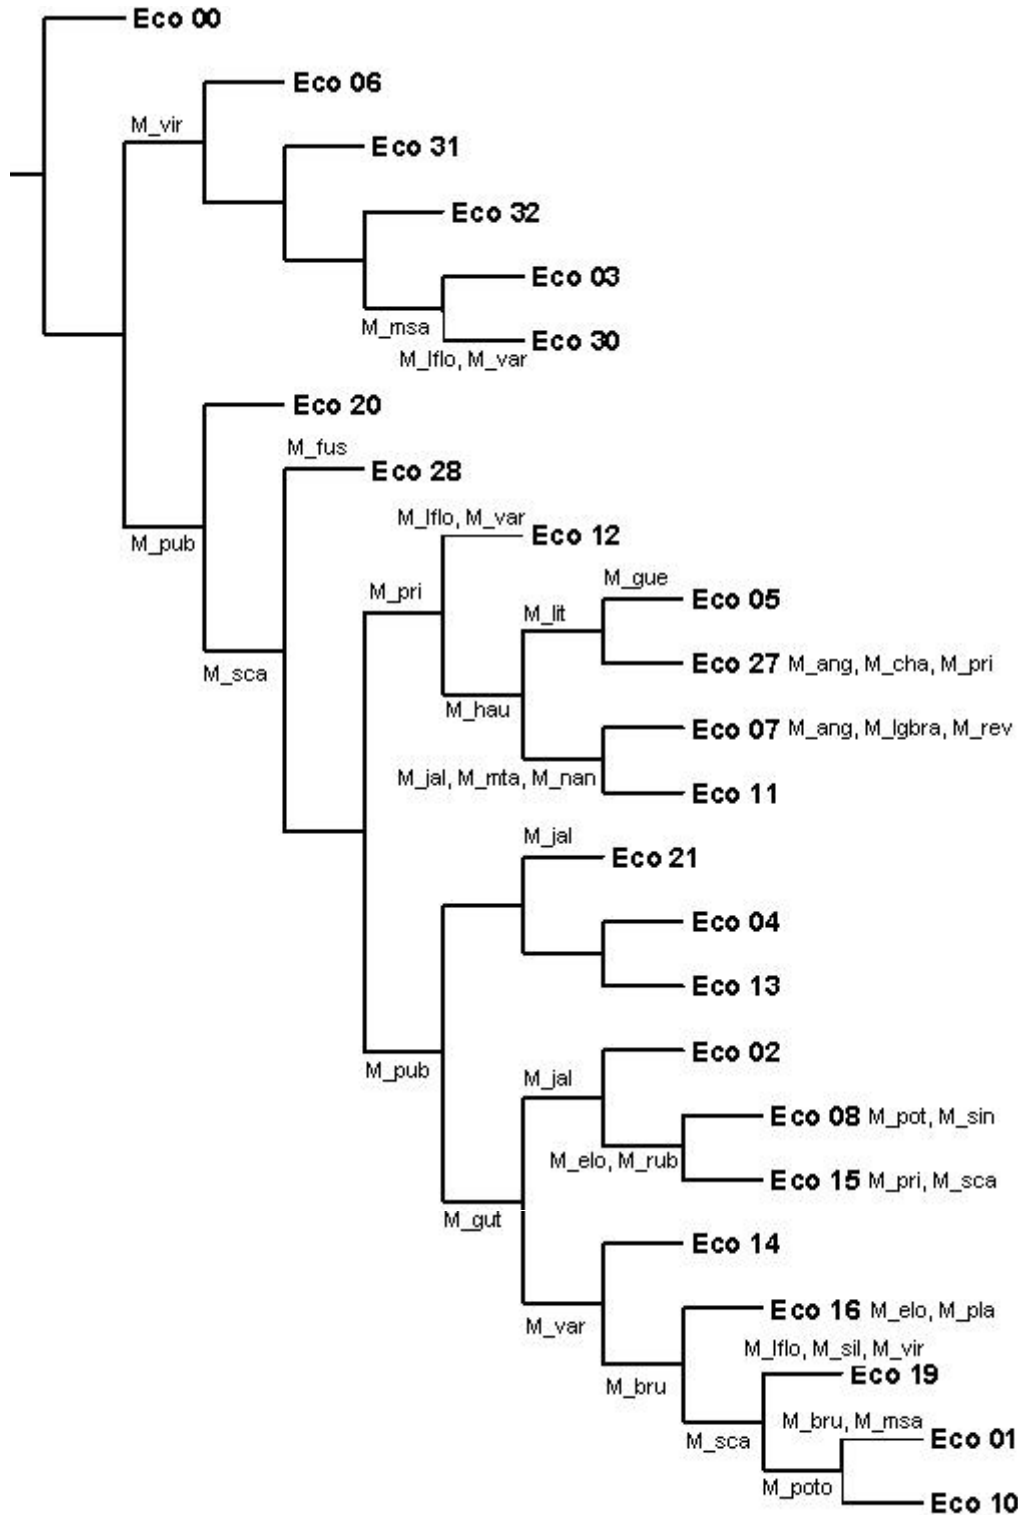 Eco 00
Eco 06
M_vir
Eco 31
Eco 32
Eco 03
M_msa
Eco 30
M_lflo, M_var
Eco 20
M_fus
Eco 28
M_lflo, M_var
Eco 12
M_pub
M_gue
M_pri
Eco 05
M_lit
Eco 27 M_ang, M_cha, M_pri
M_sca
M_hau
Eco 07 M_ang, M_lgbra, M_rev
M_jal, M_mta, M_nan
Eco 11
M_jal
Eco 21
Eco 04
Eco 13
Eco 02
M_pub
M_jal
Eco 08 M_pot, M_sin
M_elo, M_rub
Eco 15 M_pri, M_sca
M_gut
Eco 14
Eco 16 M_elo, M_pla
M_var
M_lflo, M_sil, M_vir
Eco 19
M_bru
M_bru, M_msa
M_sca
Eco 01
M_poto
Eco 10